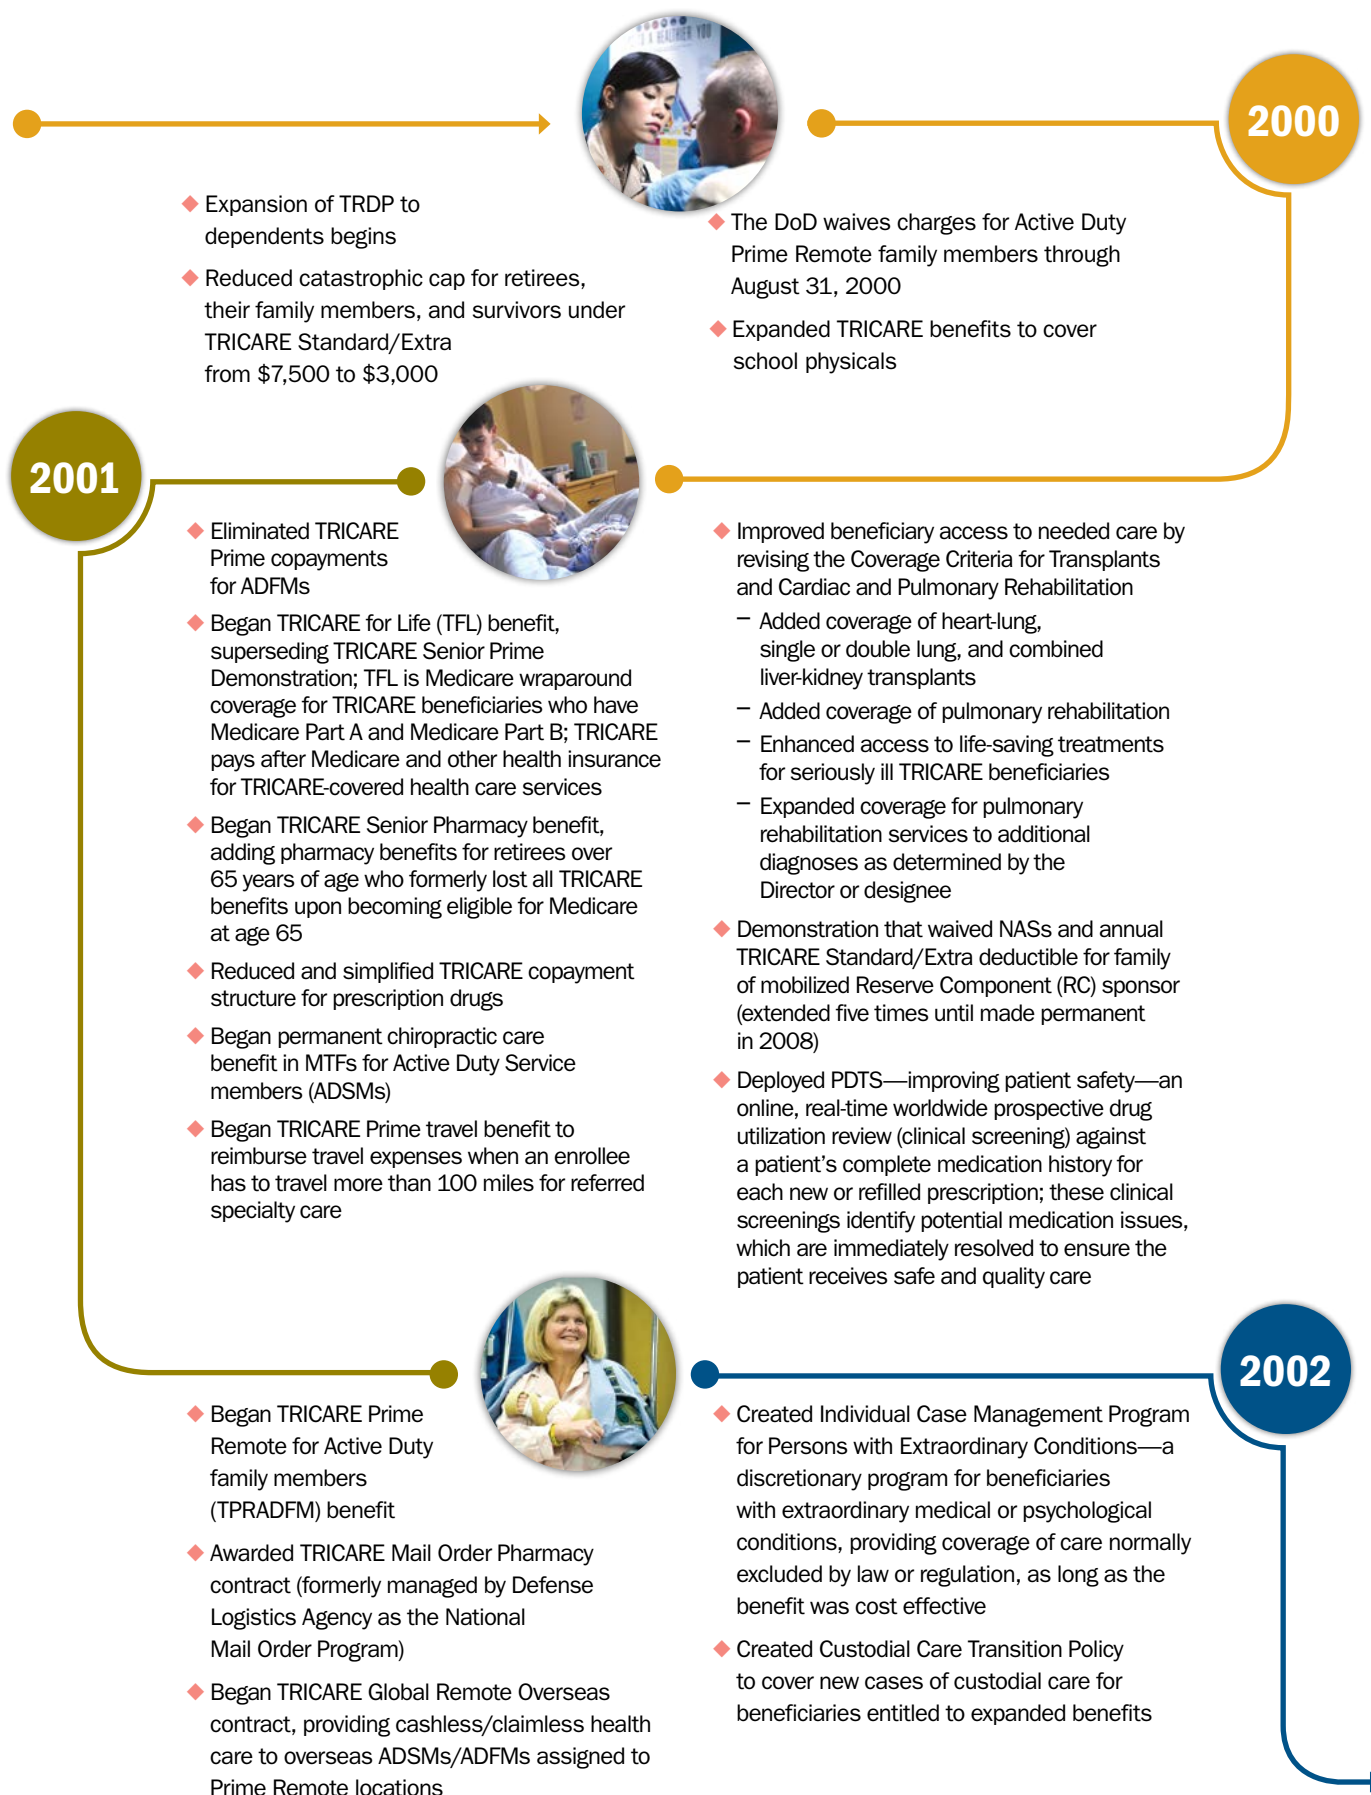 TO A HEALTHIER YOU
2000
Expansion of TRDP to
dependents begins
Reduced catastrophic cap for retirees,
their family members, and survivors under
TRICARE Standard/Extra
from $7,500 to $3,000
The DoD waives charges for Active Duty
Prime Remote family members through
August 31, 2000
Expanded TRICARE benefits to cover
school physicals
Improved beneficiary access to needed care by
revising the Coverage Criteria for Transplants
and Cardiac and Pulmonary Rehabilitation
– Added coverage of heart-lung,
single or double lung, and combined
liver-kidney transplants
– Added coverage of pulmonary rehabilitation
– Enhanced access to life-saving treatments
for seriously ill TRICARE beneficiaries
– Expanded coverage for pulmonary
rehabilitation services to additional
diagnoses as determined by the
Director or designee
Demonstration that waived NASs and annual
TRICARE Standard/Extra deductible for family
of mobilized Reserve Component (RC) sponsor
(extended five times until made permanent
in 2008)
Deployed PDTS—improving patient safety—an
online, real-time worldwide prospective drug
utilization review (clinical screening) against
a patient’s complete medication history for
each new or refilled prescription; these clinical
screenings identify potential medication issues,
which are immediately resolved to ensure the
patient receives safe and quality care
2001
Eliminated TRICARE
Prime copayments
for ADFMs
Began TRICARE for Life (TFL) benefit,
superseding TRICARE Senior Prime
Demonstration; TFL is Medicare wraparound
coverage for TRICARE beneficiaries who have
Medicare Part A and Medicare Part B; TRICARE
pays after Medicare and other health insurance
for TRICARE-covered health care services
Began TRICARE Senior Pharmacy benefit,
adding pharmacy benefits for retirees over
65 years of age who formerly lost all TRICARE
benefits upon becoming eligible for Medicare
at age 65
Reduced and simplified TRICARE copayment
structure for prescription drugs
Began permanent chiropractic care
benefit in MTFs for Active Duty Service
members (ADSMs)
Began TRICARE Prime travel benefit to
reimburse travel expenses when an enrollee
has to travel more than 100 miles for referred
specialty care
Began TRICARE Prime
Remote for Active Duty
family members
(TPRADFM) benefit
Awarded TRICARE Mail Order Pharmacy
contract (formerly managed by Defense
Logistics Agency as the National
Mail Order Program)
Began TRICARE Global Remote Overseas
contract, providing cashless/claimless health
care to overseas ADSMs/ADFMs assigned to
Prime Remote locations
2002
Created Individual Case Management Program
for Persons with Extraordinary Conditions—a
discretionary program for beneficiaries
with extraordinary medical or psychological
conditions, providing coverage of care normally
excluded by law or regulation, as long as the
benefit was cost effective
Created Custodial Care Transition Policy
to cover new cases of custodial care for
beneficiaries entitled to expanded benefits